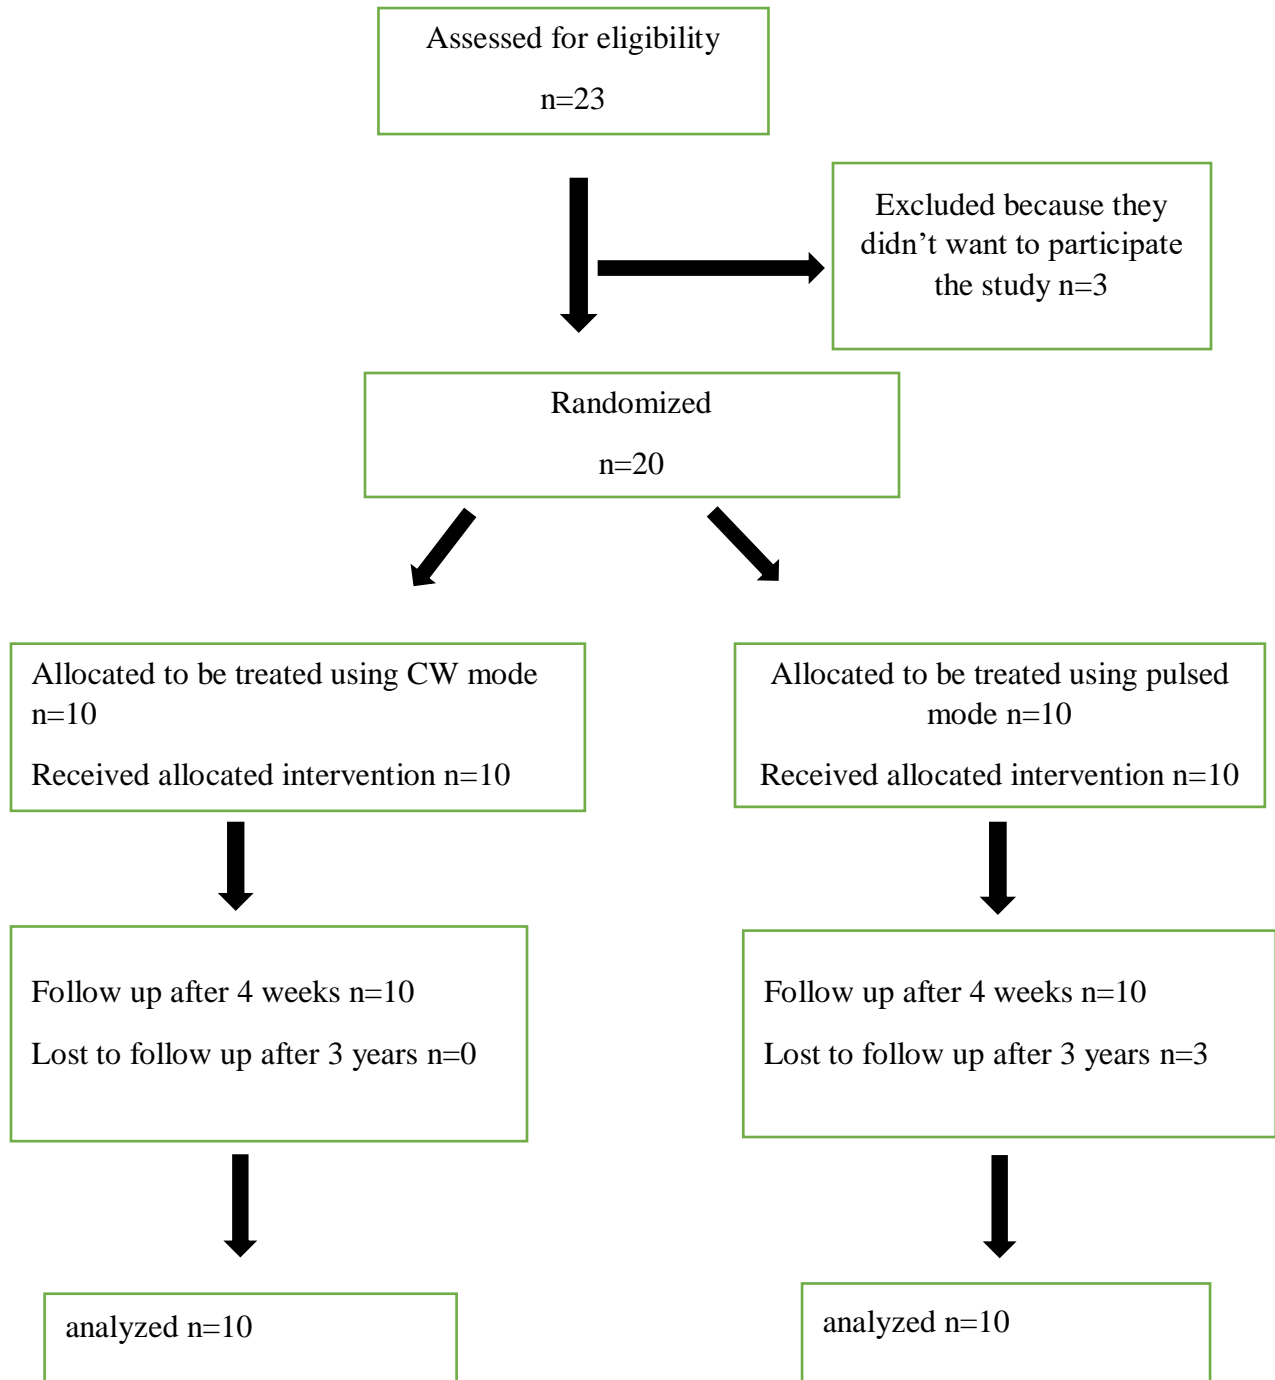 Assessed for eligibility
n=23
Excluded because they
didn’t want to participate
the study n=3
Randomized
n=20
Allocated to be treated using CW mode
n=10
Received allocated intervention n=10
Allocated to be treated using pulsed
mode n=10
Received allocated intervention n=10
Follow up after 4 weeks n=10
Lost to follow up after 3 years n=0
Follow up after 4 weeks n=10
Lost to follow up after 3 years n=3
analyzed n=10
analyzed n=10